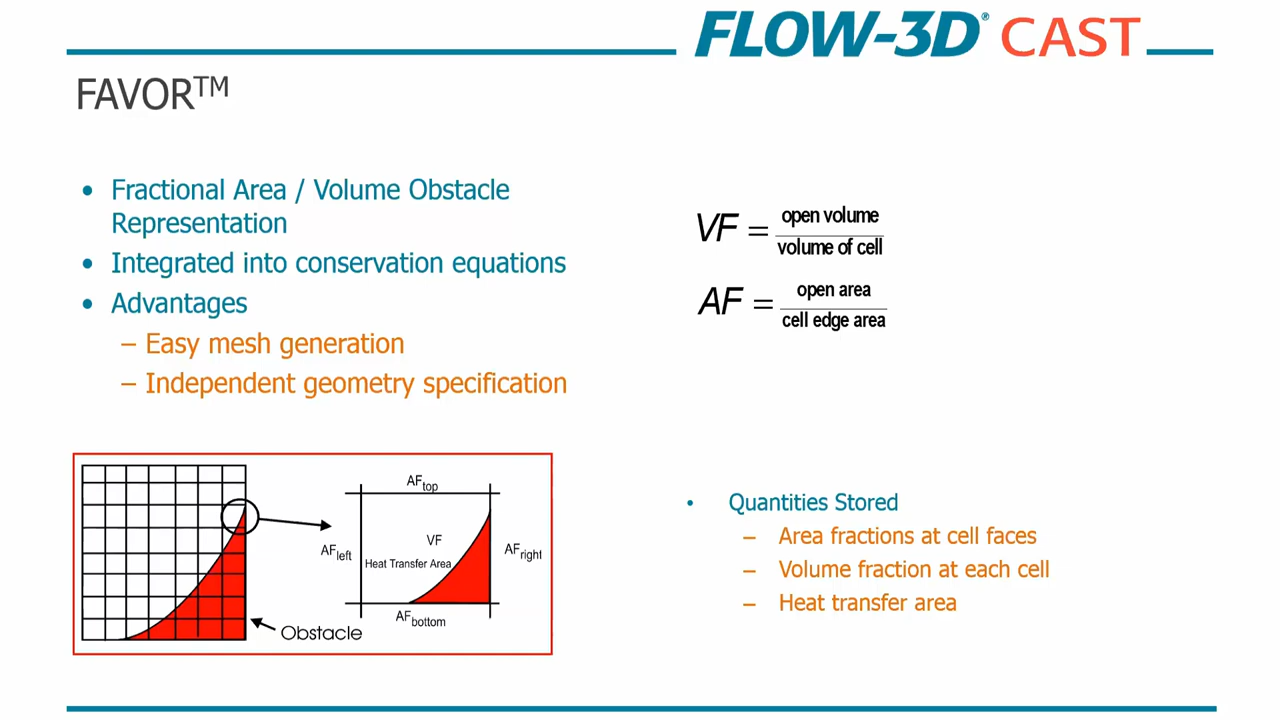 FLOW-3D® CAST
FAVOR™
• Fractional Area / Volume Obstacle
Representation
• Integrated into conservation equations
• Advantages
– Easy mesh generation
– Independent geometry specification
VF = open volume / volume of cell
AF = open area / cell edge area
AFtop
AFleft
VF
Heat Transfer Area
AFright
AFbottom
Obstacle
• Quantities Stored
– Area fractions at cell faces
– Volume fraction at each cell
– Heat transfer area